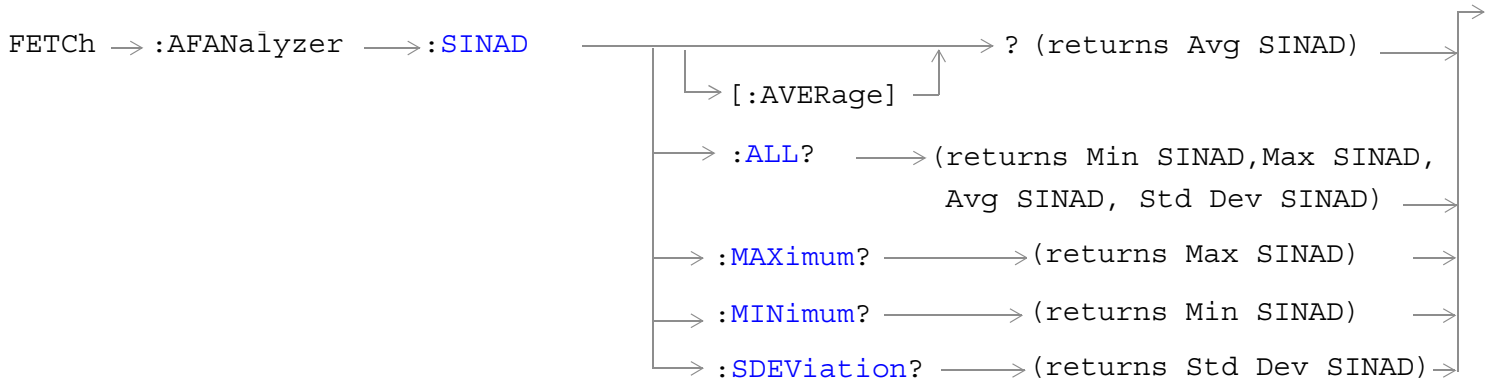 FETCh :AFANalyzer :SINAD ? (returns Avg SINAD)
[:AVERage]
:ALL? (returns Min SINAD,Max SINAD,
Avg SINAD, Std Dev SINAD)
:MAXimum? (returns Max SINAD)
:MINimum? (returns Min SINAD)
:SDEViation? (returns Std Dev SINAD)